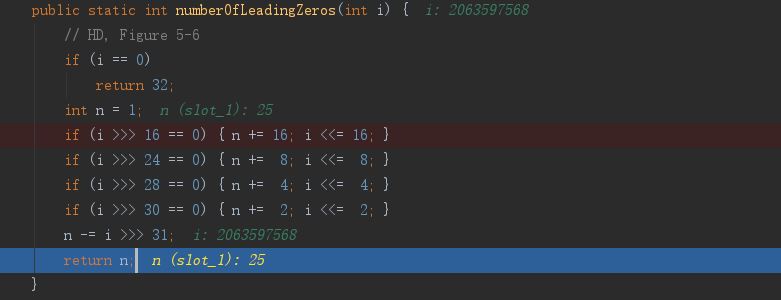 public static int numberOfLeadingZeros(int i) {  i: 2063597568
// HD, Figure 5-6
if (i == 0)
return 32;
int n = 1;  n (slot_1): 25
if (i >>> 16 == 0) { n += 16; i <<= 16; }
if (i >>> 24 == 0) { n +=  8; i <<=  8; }
if (i >>> 28 == 0) { n +=  4; i <<=  4; }
if (i >>> 30 == 0) { n +=  2; i <<=  2; }
n -= i >>> 31;  i: 2063597568
return n;  n (slot_1): 25
}